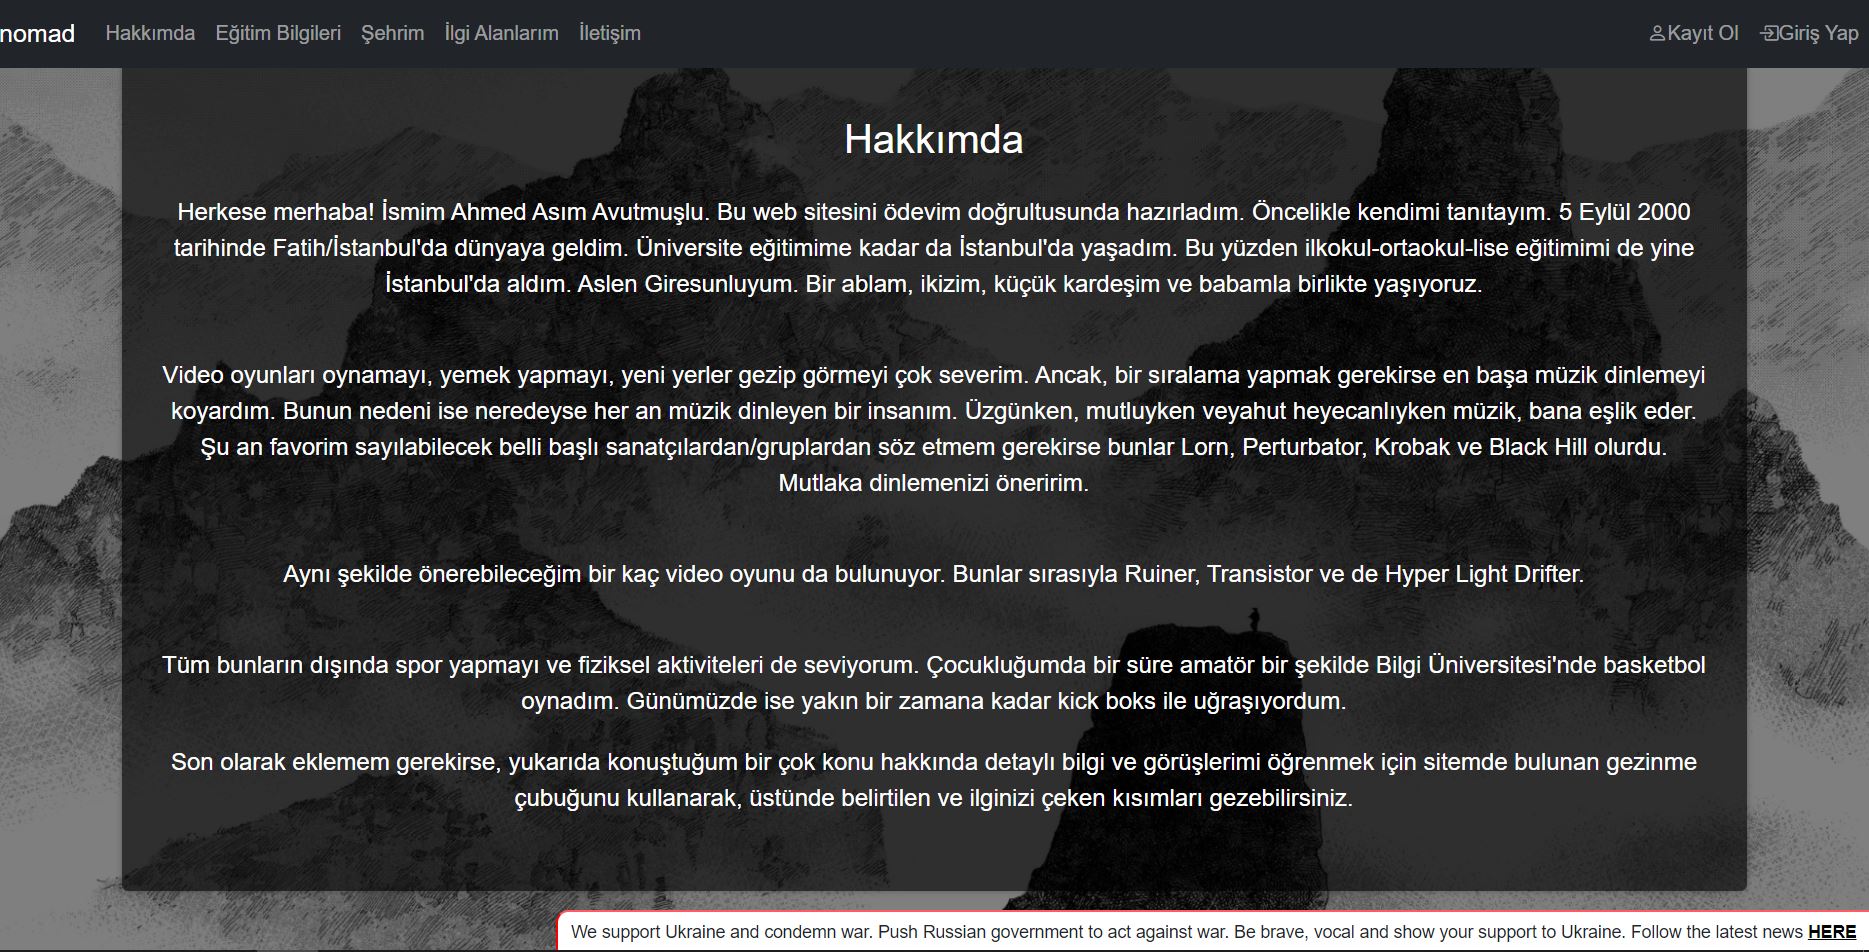 nomad Hakkımda Eğitim Bilgileri Şehrim İlgi Alanlarım İletişim Kayıt Ol Giriş Yap
Hakkımda
Herkese merhaba! İsmim Ahmed Asım Avutmuşlu. Bu web sitesini ödevim doğrultusunda hazırladım. Öncelikle kendimi tanıtayım. 5 Eylül 2000
tarihinde Fatih/İstanbul'da dünyaya geldim. Üniversite eğitimime kadar da İstanbul'da yaşadım. Bu yüzden ilkokul-ortaokul-lise eğitimimi de yine
İstanbul'da aldım. Aslen Giresunluyum. Bir ablam, ikizim, küçük kardeşim ve babamla birlikte yaşıyoruz.
Video oyunları oynamayı, yemek yapmayı, yeni yerler gezip görmeyi çok severim. Ancak, bir sıralama yapmak gerekirse en başa müzik dinlemeyi
koyardım. Bunun nedeni ise neredeyse her an müzik dinleyen bir insanım. Üzgünken, mutluyken veyahut heyecanlıyken müzik, bana eşlik eder.
Şu an favorim sayılabilecek belli başlı sanatçılardan/gruplardan söz etmem gerekirse bunlar Lorn, Perturbator, Krobak ve Black Hill olurdu.
Mutlaka dinlemenizi öneririm.
Aynı şekilde önerebileceğim bir kaç video oyunu da bulunuyor. Bunlar sırasıyla Ruiner, Transistor ve de Hyper Light Drifter.
Tüm bunların dışında spor yapmayı ve fiziksel aktiviteleri de seviyorum. Çocukluğumda bir süre amatör bir şekilde Bilgi Üniversitesi'nde basketbol
oynadım. Günümüzde ise yakın bir zamana kadar kick boks ile uğraşıyordum.
Son olarak eklemem gerekirse, yukarıda konuştuğum bir çok konu hakkında detaylı bilgi ve görüşlerimi öğrenmek için sitemde bulunan gezinme
çubuğunu kullanarak, üstünde belirtilen ve ilginizi çeken kısımları gezebilirsiniz.
We support Ukraine and condemn war. Push Russian government to act against war. Be brave, vocal and show your support to Ukraine. Follow the latest news HERE